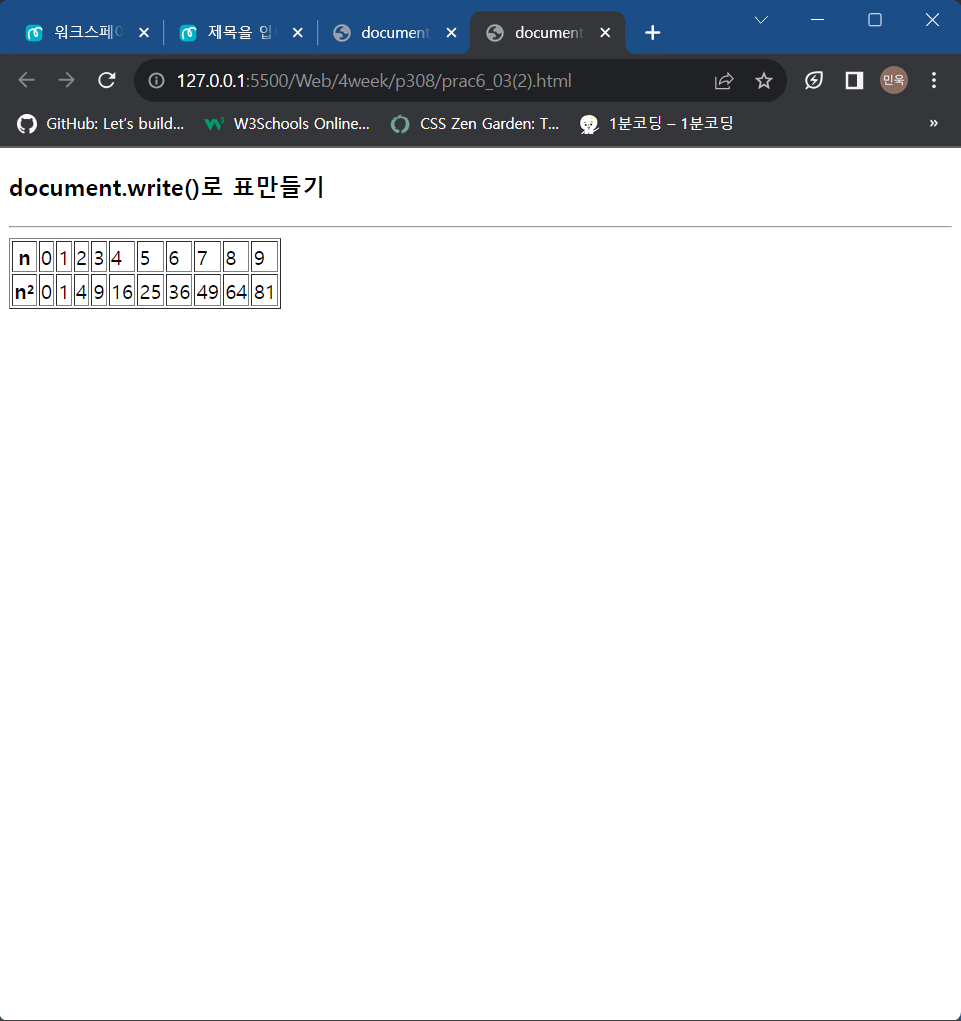 워크스페이
제목을 입
document
document
127.0.0.1:5500/Web/4week/p308/prac6_03(2).html
민욱
GitHub: Let's build...
W3Schools Online...
CSS Zen Garden: T...
1분코딩 – 1분코딩
»
document.write()로 표만들기
n 0 1 2 3 4 5 6 7 8 9
n² 0 1 4 9 16 25 36 49 64 81